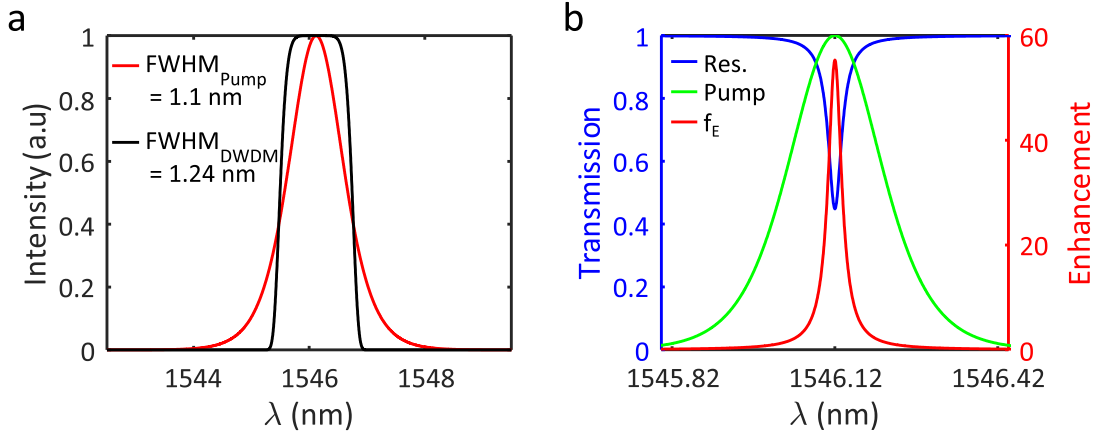 a
Intensity (a.u)
1
0.8
0.6
0.4
0.2
0
FWHM_Pump
= 1.1 nm
FWHM_DWDM
= 1.24 nm
1544
1546
1548
λ (nm)
b
Transmission
1
0.8
0.6
0.4
0.2
0
Res.
Pump
f_E
60
40
20
0
Enhancement
1545.82
1546.12
1546.42
λ (nm)